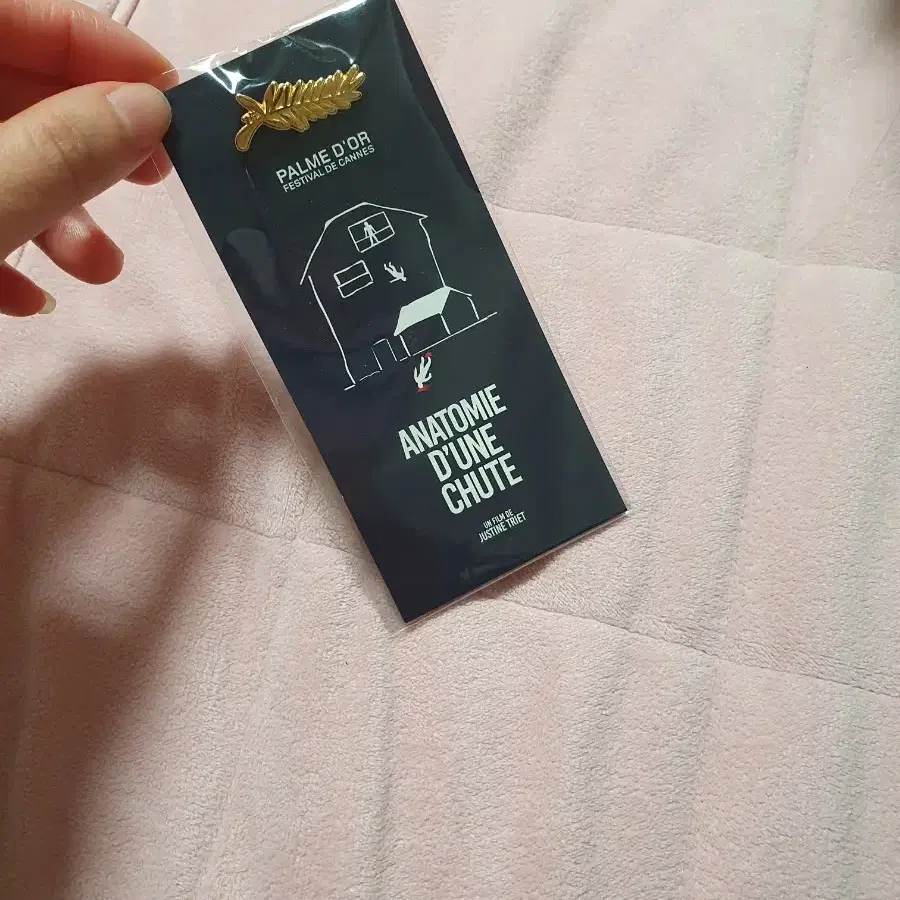 PALME D'OR
FESTIVAL DE CANNES
ANATOMIE
D'UNE
CHUTE
UN FILM DE
JUSTINE TRIET